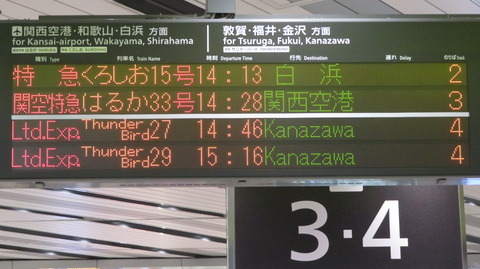 関西空港・和歌山・白浜 方面
for Kansai-airport, Wakayama, Shirahama
敦賀・福井・金沢 方面
for Tsuruga, Fukui, Kanazawa
種別 Type 列車名 Train Name 時刻 Departure Time 行先 Destination 遅れ Delay のりば Track
特急 くろしお15号 14:13 白浜 2
関空特急 はるか33号 14:28 関西空港 3
Ltd.Exp. Thunder Bird 27 14:46 Kanazawa 4
Ltd.Exp. Thunder Bird 29 15:16 Kanazawa 4
3・4